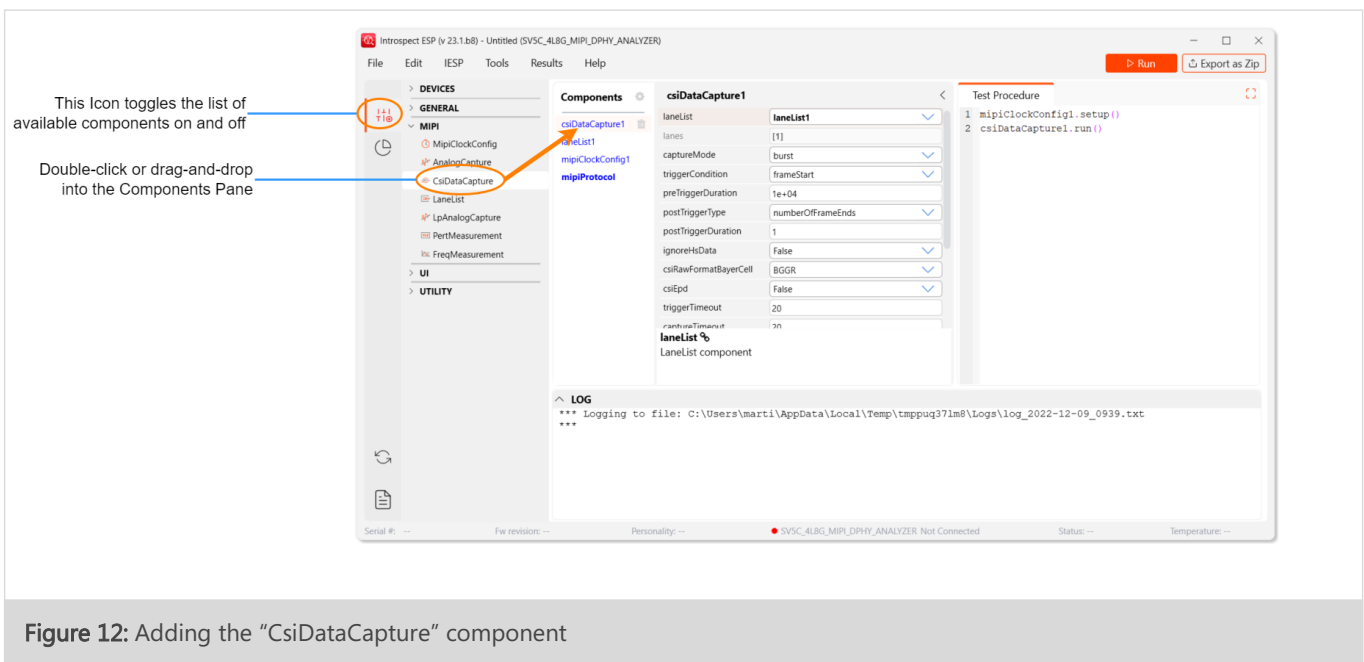 Introspect ESP (v 23.1.b8) - Untitled (SV5C_4L8G_MIPI_DPHY_ANALYZER)
File Edit IESP Tools Results Help
Run
Export as Zip
This Icon toggles the list of
available components on and off
Double-click or drag-and-drop
into the Components Pane
DEVICES
GENERAL
MIPI
MipiClockConfig
AnalogCapture
CsiDataCapture
LaneList
LpAnalogCapture
PertMeasurement
FreqMeasurement
UI
UTILITY
Components
csiDataCapture1
laneList1
mipiClockConfig1
mipiProtocol
csiDataCapture1
laneList laneList1
lanes [1]
captureMode burst
triggerCondition frameStart
preTriggerDuration 1e+04
postTriggerType numberOfFrameEnds
postTriggerDuration 1
ignoreHsData False
csiRawFormatBayerCell BGGR
csiEpd False
triggerTimeout 20
captureTimeout 20
laneList
LaneList component
Test Procedure
1 mipiClockConfig1.setup()
2 csiDataCapture1.run()
LOG
*** Logging to file: C:\Users\marti\AppData\Local\Temp\tmppuq37lm8\Logs\log_2022-12-09_0939.txt
***
Serial #: -- Fw revision: -- Personality: -- SV5C_4L8G_MIPI_DPHY_ANALYZER Not Connected Status: -- Temperature: --
Figure 12: Adding the “CsiDataCapture” component